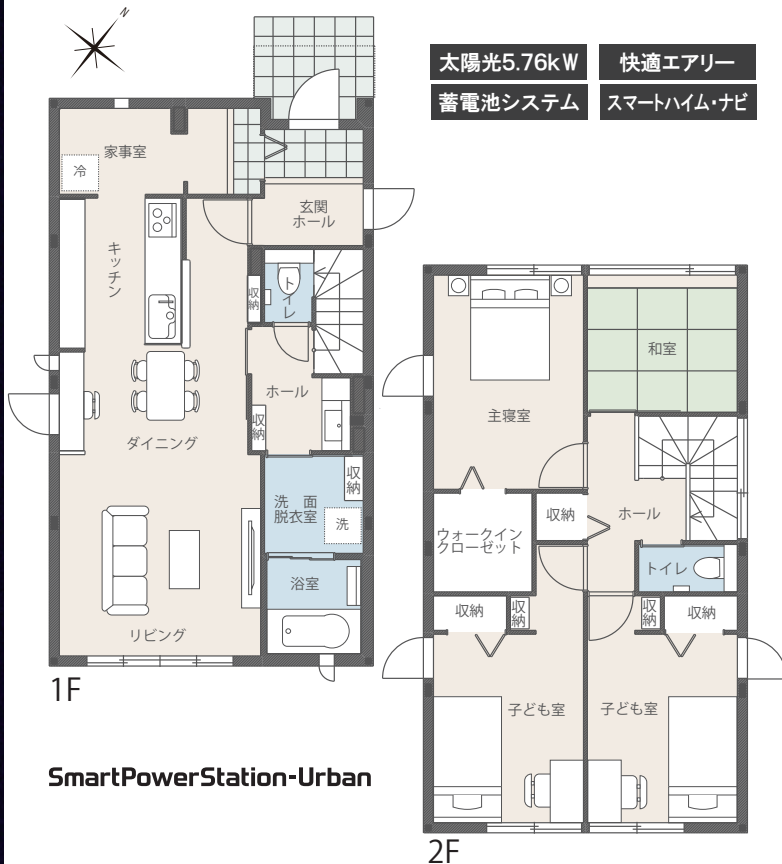 N
太陽光5.76kW
快適エアリー
蓄電池システム
スマートハイム・ナビ
家事室
冷
玄関
ホール
キッチン
収納
トイレ
ホール
収納
ダイニング
洗面
脱衣室
収納
洗
浴室
リビング
1F
和室
主寝室
ホール
収納
ウォークイン
クローゼット
トイレ
収納
収納
収納
収納
子ども室
子ども室
2F
SmartPowerStation-Urban